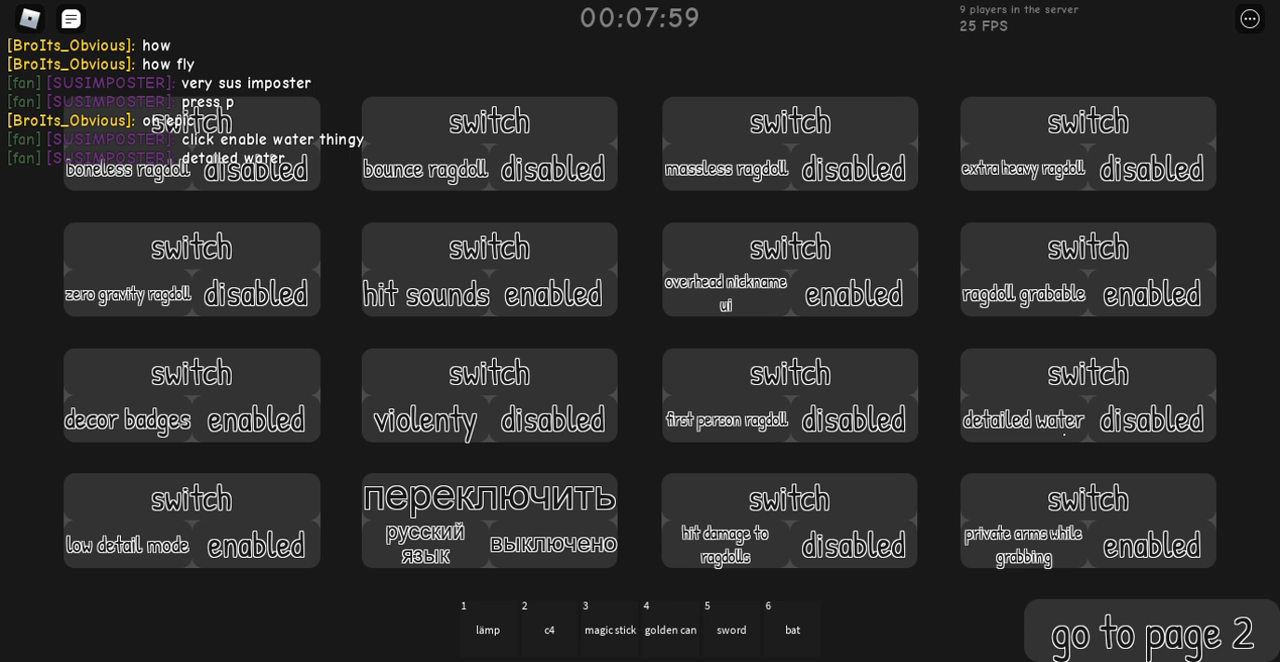 00:07:59
9 players in the server
25 FPS
[BroIts_Obvious]: how
[BroIts_Obvious]: how fly
[fan] [SUSIMPOSTER]: very sus imposter
[fan] [SUSIMPOSTER]: press p
[BroIts_Obvious]: oh epic
[fan] [SUSIMPOSTER]: click enable water thingy
[fan] [SUSIMPOSTER]: detailed water
switch
boneless ragdoll disabled
switch
bounce ragdoll disabled
switch
massless ragdoll disabled
switch
extra heavy ragdoll disabled
switch
zero gravity ragdoll disabled
switch
hit sounds enabled
switch
overhead nickname
ui
enabled
switch
ragdoll grabable enabled
switch
decor badges enabled
switch
violenty disabled
switch
first person ragdoll disabled
switch
detailed water disabled
switch
low detail mode enabled
переключить
русский
язык
выключено
switch
hit damage to
ragdolls
disabled
switch
private arms while
grabbing
enabled
1
lämp
2
c4
3
magic stick
4
golden can
5
sword
6
bat
go to page 2